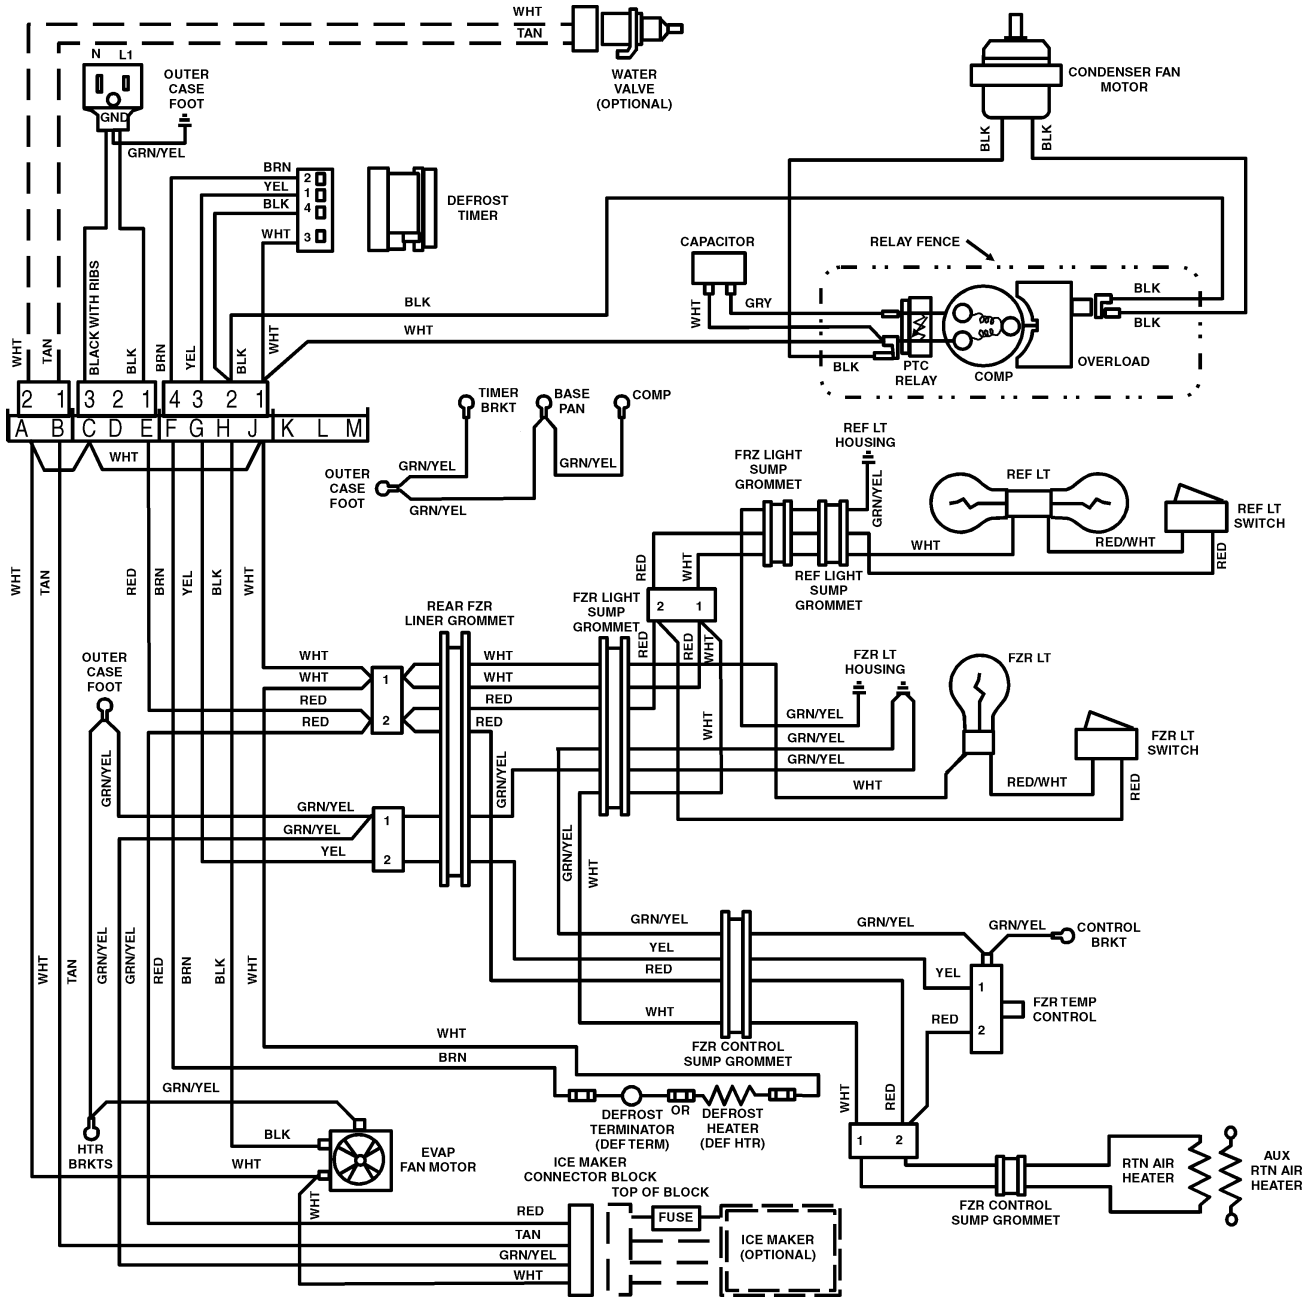 WHT
TAN
WATER
VALVE
(OPTIONAL)
N L1
GND
OUTER
CASE
FOOT
GRN/YEL
BRN
YEL
BLK
WHT
2
1
4
3
DEFROST
TIMER
CONDENSER FAN
MOTOR
BLK
BLK
CAPACITOR
RELAY FENCE
WHT
GRY
BLK
BLK
BLK
PTC
RELAY
COMP
OVERLOAD
BLK
WHT
WHT
TAN
BLACK WITH RIBS
BLK
BRN
YEL
BLK
WHT
2 1 3 2 1 4 3 2 1
A B C D E F G H J K L M
WHT
TIMER
BRKT
BASE
PAN
COMP
OUTER
CASE
FOOT
GRN/YEL
GRN/YEL
GRN/YEL
REF LT
HOUSING
FRZ LIGHT
SUMP
GROMMET
GRN/YEL
REF LT
REF LT
SWITCH
WHT
RED/WHT
RED
REF LIGHT
SUMP
GROMMET
RED
WHT
2 1
RED
RED
WHT
WHT
TAN
RED
BRN
YEL
BLK
WHT
REAR FZR
LINER GROMMET
FZR LIGHT
SUMP
GROMMET
OUTER
CASE
FOOT
WHT
WHT
RED
RED
1
2
WHT
WHT
RED
RED
FZR LT
HOUSING
FZR LT
FZR LT
SWITCH
GRN/YEL
GRN/YEL
GRN/YEL
WHT
WHT
RED/WHT
RED
GRN/YEL
GRN/YEL
GRN/YEL
GRN/YEL
YEL
1
2
GRN/YEL
WHT
GRN/YEL
YEL
RED
WHT
FZR CONTROL
SUMP GROMMET
GRN/YEL
GRN/YEL
CONTROL
BRKT
YEL
RED
1
2
FZR TEMP
CONTROL
WHT
TAN
GRN/YEL
GRN/YEL
RED
BRN
BLK
WHT
WHT
BRN
DEFROST
TERMINATOR
(DEF TERM)
OR
DEFROST
HEATER
(DEF HTR)
WHT
RED
1 2
GRN/YEL
HTR
BRKTS
BLK
WHT
WHT
EVAP
FAN MOTOR
ICE MAKER
CONNECTOR BLOCK
TOP OF BLOCK
RED
TAN
GRN/YEL
WHT
FUSE
ICE MAKER
(OPTIONAL)
FZR CONTROL
SUMP GROMMET
RTN AIR
HEATER
AUX
RTN AIR
HEATER